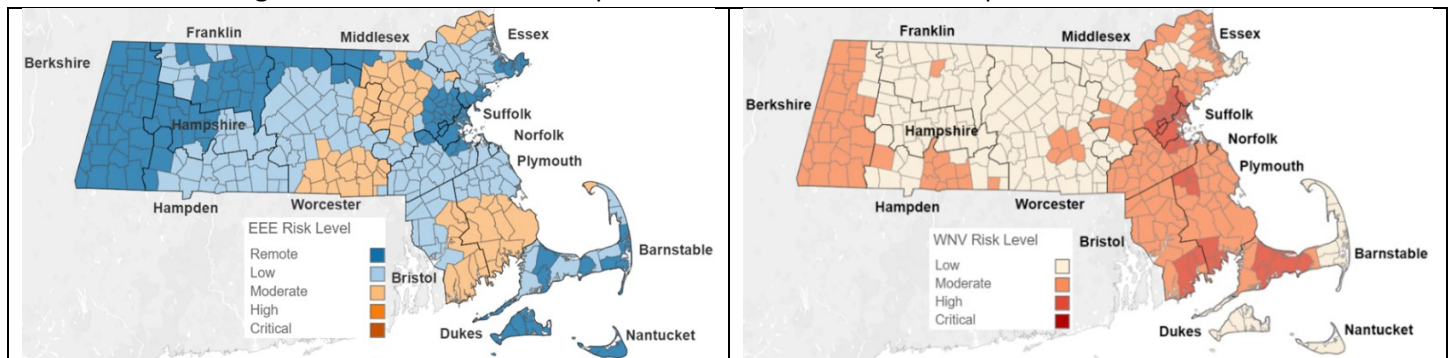 Franklin
Middlesex
Essex
Berkshire
Hampshire
Suffolk
Norfolk
Plymouth
Hampden
Worcester
EEE Risk Level
Remote
Low
Moderate
High
Critical
Bristol
Barnstable
Dukes
Nantucket
Franklin
Middlesex
Essex
Berkshire
Hampshire
Suffolk
Norfolk
Plymouth
Hampden
Worcester
WNV Risk Level
Low
Moderate
High
Critical
Bristol
Barnstable
Dukes
Nantucket